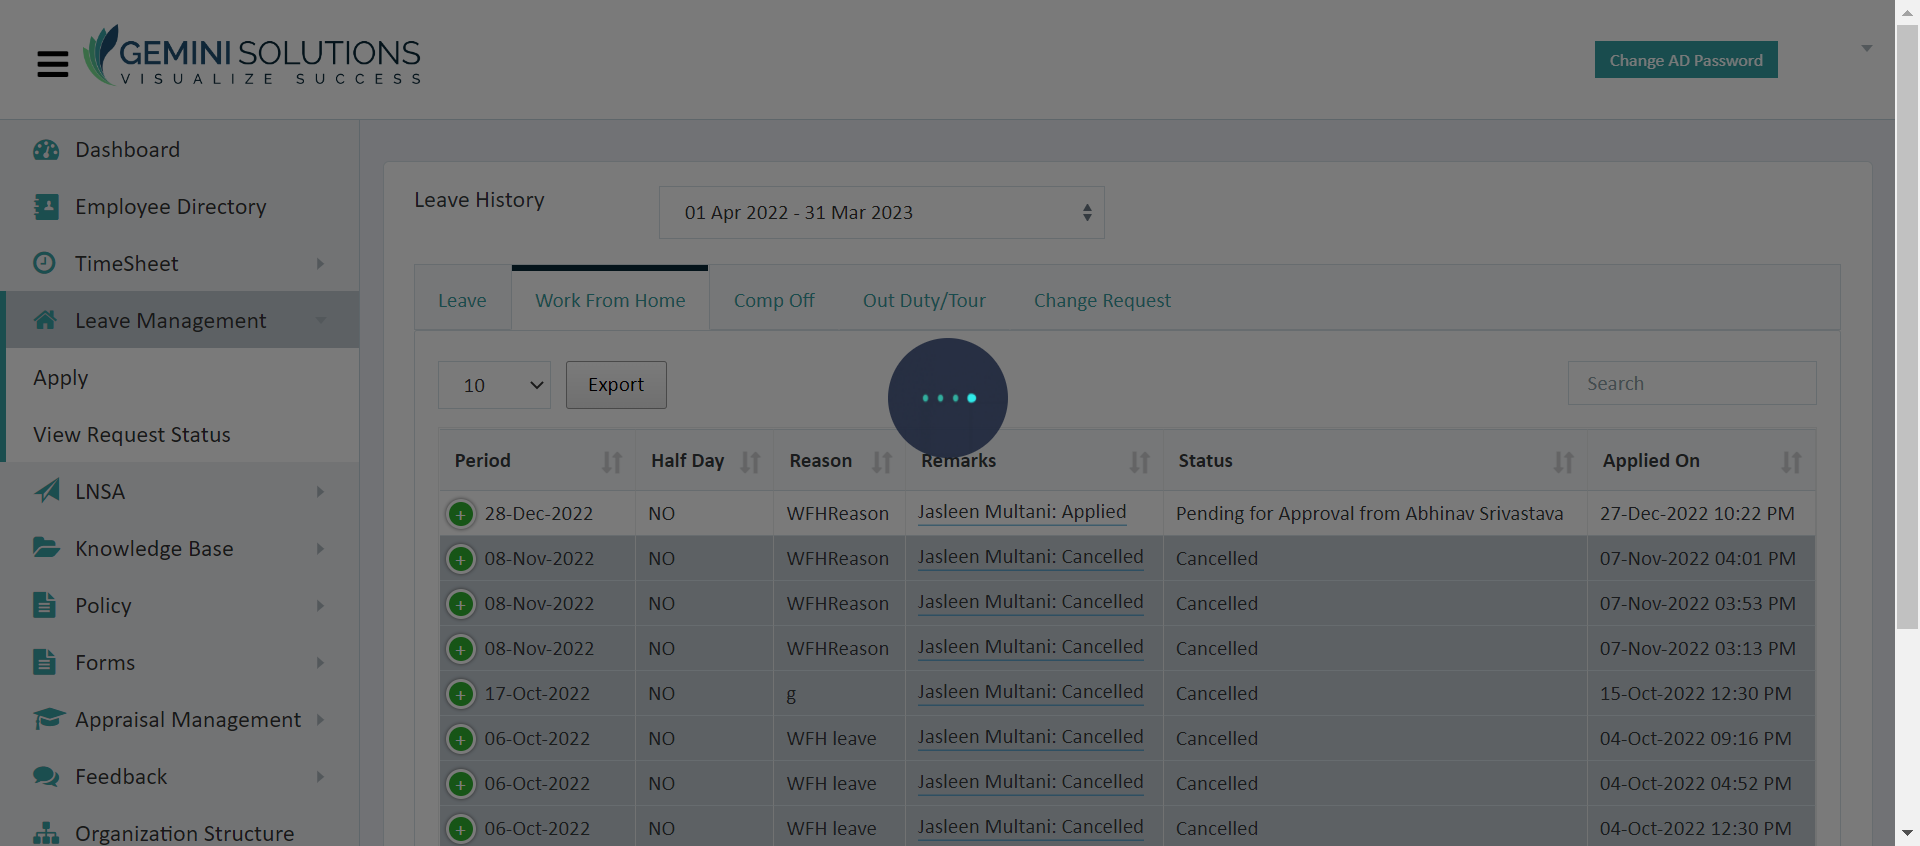 GEMINI SOLUTIONS
VISUALIZE SUCCESS
Change AD Password
Dashboard
Employee Directory
TimeSheet
Leave Management
Apply
View Request Status
LNSA
Knowledge Base
Policy
Forms
Appraisal Management
Feedback
Organization Structure
Leave History
01 Apr 2022 - 31 Mar 2023
Leave Work From Home Comp Off Out Duty/Tour Change Request
10 Export Search
Period Half Day Reason Remarks Status Applied On
28-Dec-2022 NO WFHReason Jasleen Multani: Applied Pending for Approval from Abhinav Srivastava 27-Dec-2022 10:22 PM
08-Nov-2022 NO WFHReason Jasleen Multani: Cancelled Cancelled 07-Nov-2022 04:01 PM
08-Nov-2022 NO WFHReason Jasleen Multani: Cancelled Cancelled 07-Nov-2022 03:53 PM
08-Nov-2022 NO WFHReason Jasleen Multani: Cancelled Cancelled 07-Nov-2022 03:13 PM
17-Oct-2022 NO g Jasleen Multani: Cancelled Cancelled 15-Oct-2022 12:30 PM
06-Oct-2022 NO WFH leave Jasleen Multani: Cancelled Cancelled 04-Oct-2022 09:16 PM
06-Oct-2022 NO WFH leave Jasleen Multani: Cancelled Cancelled 04-Oct-2022 04:52 PM
06-Oct-2022 NO WFH leave Jasleen Multani: Cancelled Cancelled 04-Oct-2022 12:30 PM